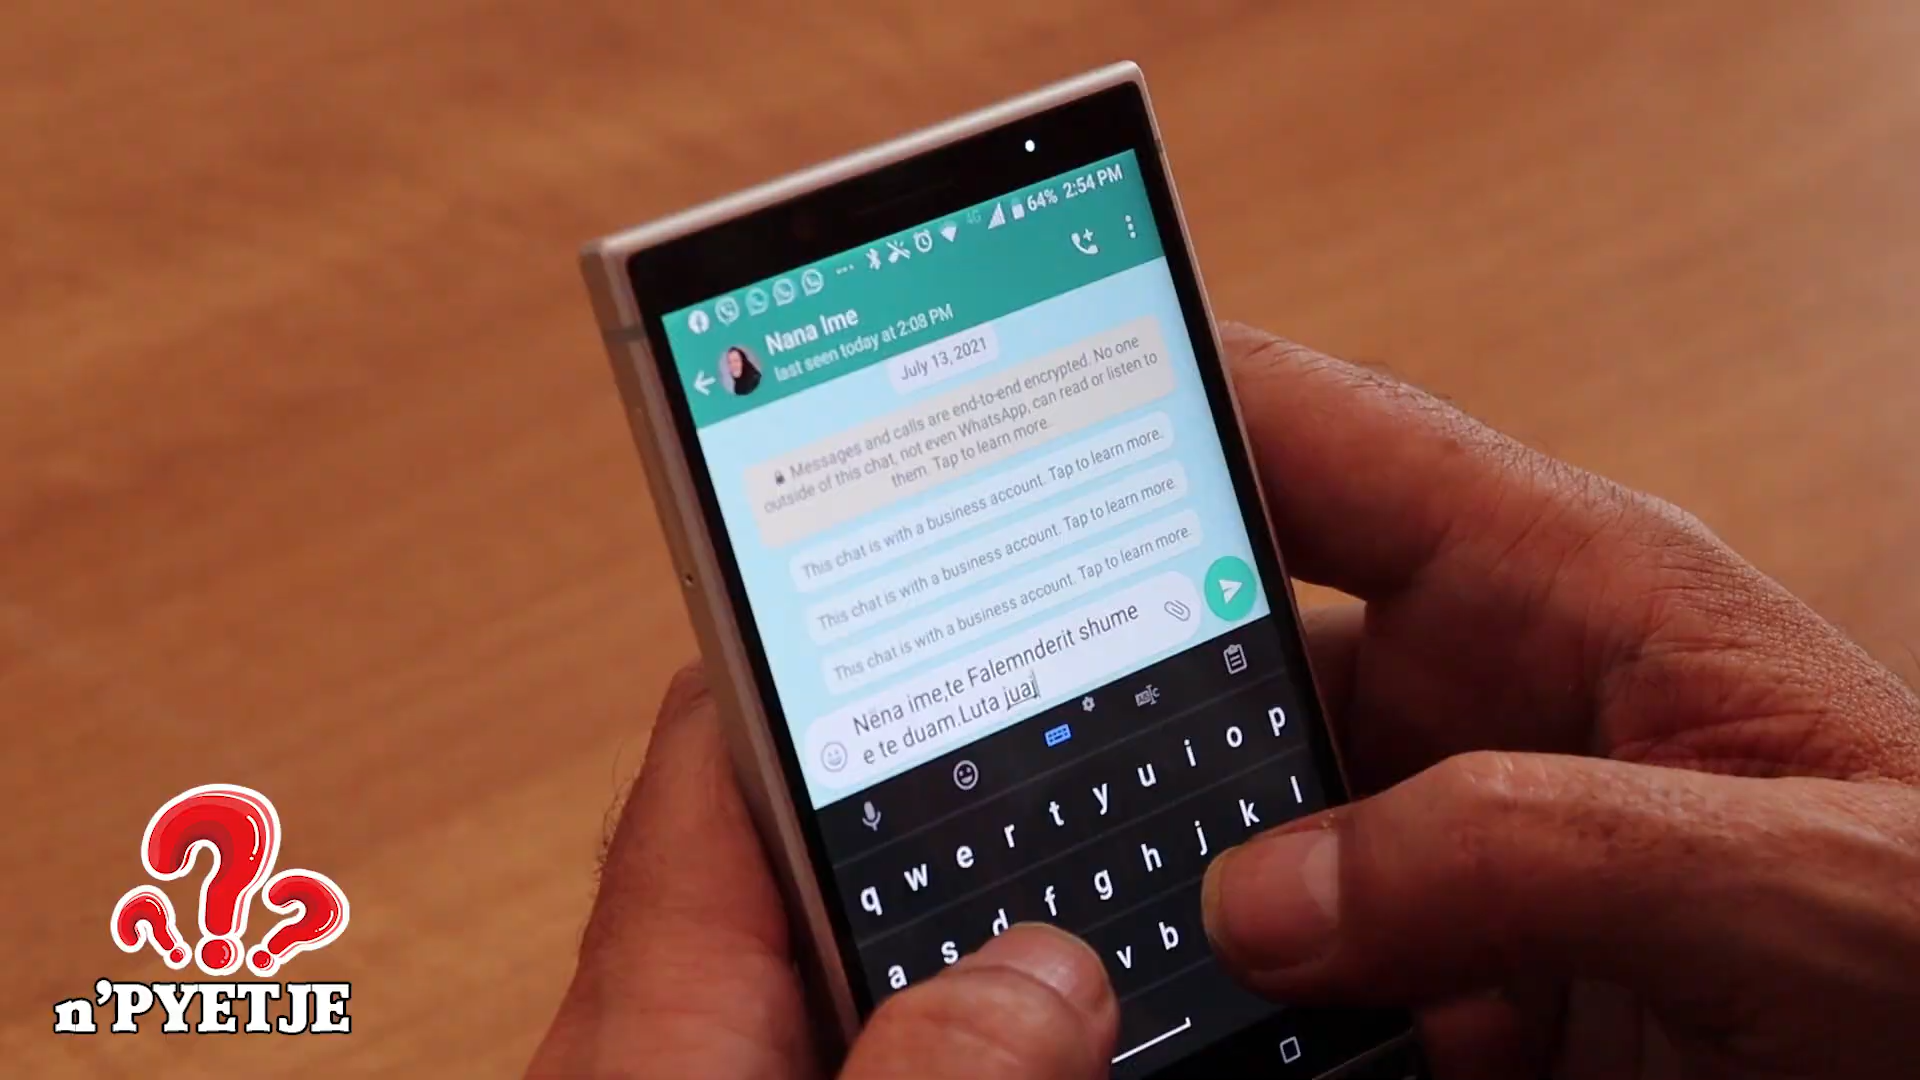 64% 2:54 PM
Nana Ime
last seen today at 2:08 PM
July 13, 2021
Messages and calls are end-to-end encrypted. No one
outside of this chat, not even WhatsApp, can read or listen to
them. Tap to learn more.
This chat is with a business account. Tap to learn more.
This chat is with a business account. Tap to learn more.
This chat is with a business account. Tap to learn more.
Nëna ime,te Falemnderit shume
e te duam.Luta juaj
q w e r t y u i o p
a s d f g h j k l
v b
n'PYETJE